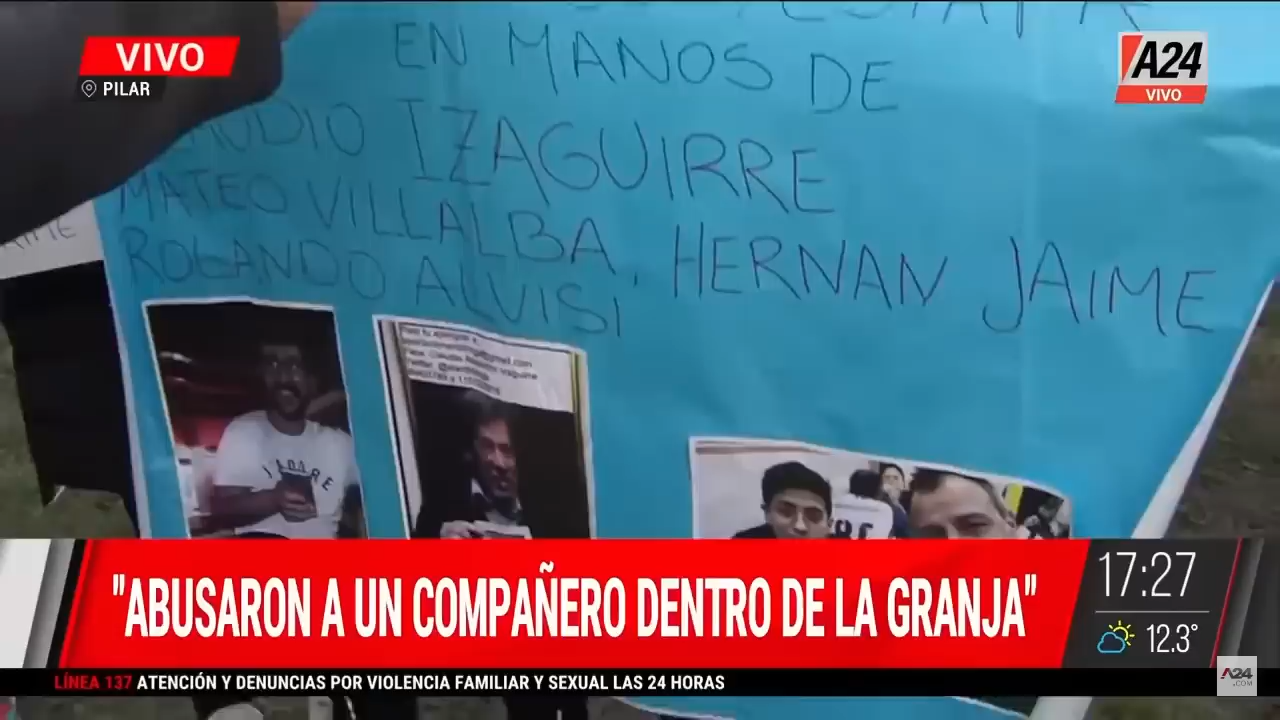 VIVO
PILAR
A24
VIVO
EN MANOS DE
IZAGUIRRE
MATEO VILLALBA, HERNAN JAIME
ROLANDO ALVISI
"ABUSARON A UN COMPAÑERO DENTRO DE LA GRANJA"
17:27
12.3°
LÍNEA 137 ATENCIÓN Y DENUNCIAS POR VIOLENCIA FAMILIAR Y SEXUAL LAS 24 HORAS
A24
.COM